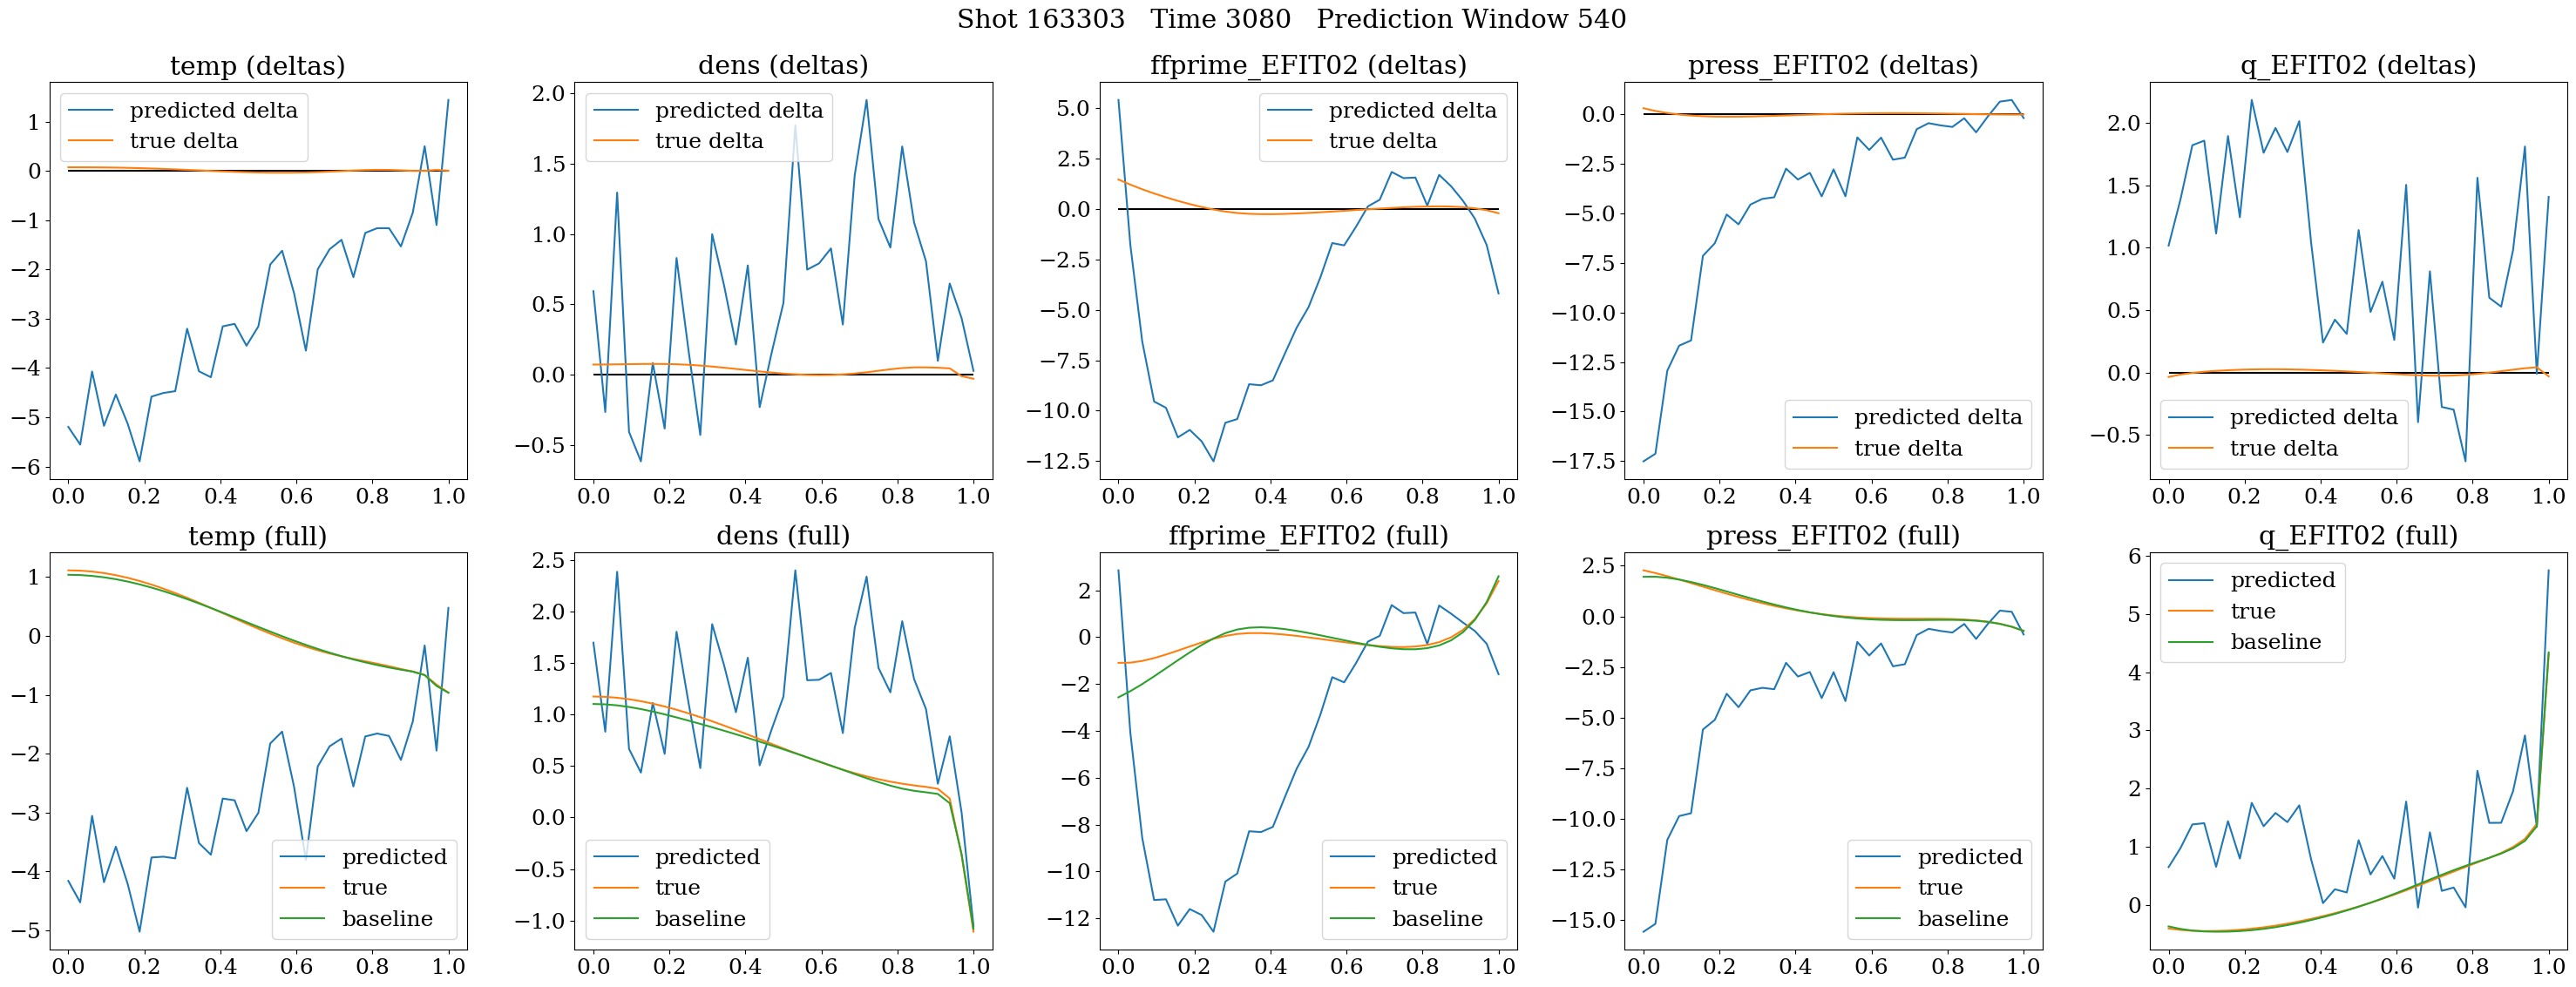 Shot 163303   Time 3080   Prediction Window 540
temp (deltas)
predicted delta
true delta
1
0
−1
−2
−3
−4
−5
−6
0.0 0.2 0.4 0.6 0.8 1.0
dens (deltas)
predicted delta
true delta
2.0
1.5
1.0
0.5
0.0
−0.5
0.0 0.2 0.4 0.6 0.8 1.0
ffprime_EFIT02 (deltas)
predicted delta
true delta
5.0
2.5
0.0
−2.5
−5.0
−7.5
−10.0
−12.5
0.0 0.2 0.4 0.6 0.8 1.0
press_EFIT02 (deltas)
0.0
−2.5
−5.0
−7.5
−10.0
−12.5
−15.0
−17.5
predicted delta
true delta
0.0 0.2 0.4 0.6 0.8 1.0
q_EFIT02 (deltas)
2.0
1.5
1.0
0.5
0.0
−0.5
predicted delta
true delta
0.0 0.2 0.4 0.6 0.8 1.0
temp (full)
1
0
−1
−2
−3
−4
−5
predicted
true
baseline
0.0 0.2 0.4 0.6 0.8 1.0
dens (full)
2.5
2.0
1.5
1.0
0.5
0.0
−0.5
−1.0
predicted
true
baseline
0.0 0.2 0.4 0.6 0.8 1.0
ffprime_EFIT02 (full)
2
0
−2
−4
−6
−8
−10
−12
predicted
true
baseline
0.0 0.2 0.4 0.6 0.8 1.0
press_EFIT02 (full)
2.5
0.0
−2.5
−5.0
−7.5
−10.0
−12.5
−15.0
predicted
true
baseline
0.0 0.2 0.4 0.6 0.8 1.0
q_EFIT02 (full)
predicted
true
baseline
6
5
4
3
2
1
0
0.0 0.2 0.4 0.6 0.8 1.0